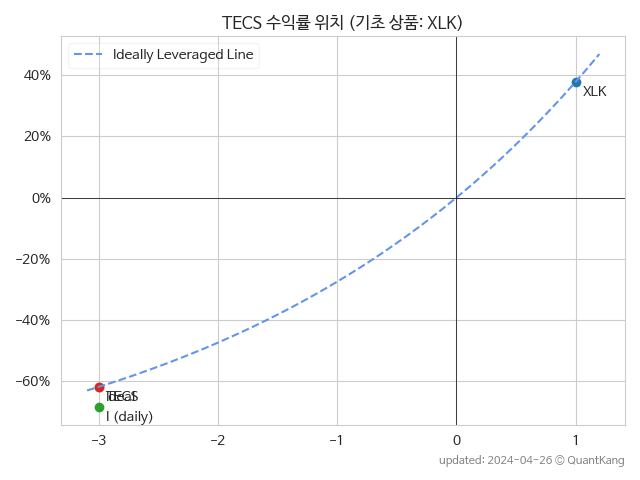 TECS 수익률 위치 (기초 상품: XLK)
Ideally Leveraged Line
40%
20%
0%
−20%
−40%
−60%
XLK
TECS
I (daily)
−3
−2
−1
0
1
updated: 2024-04-26 © QuantKang